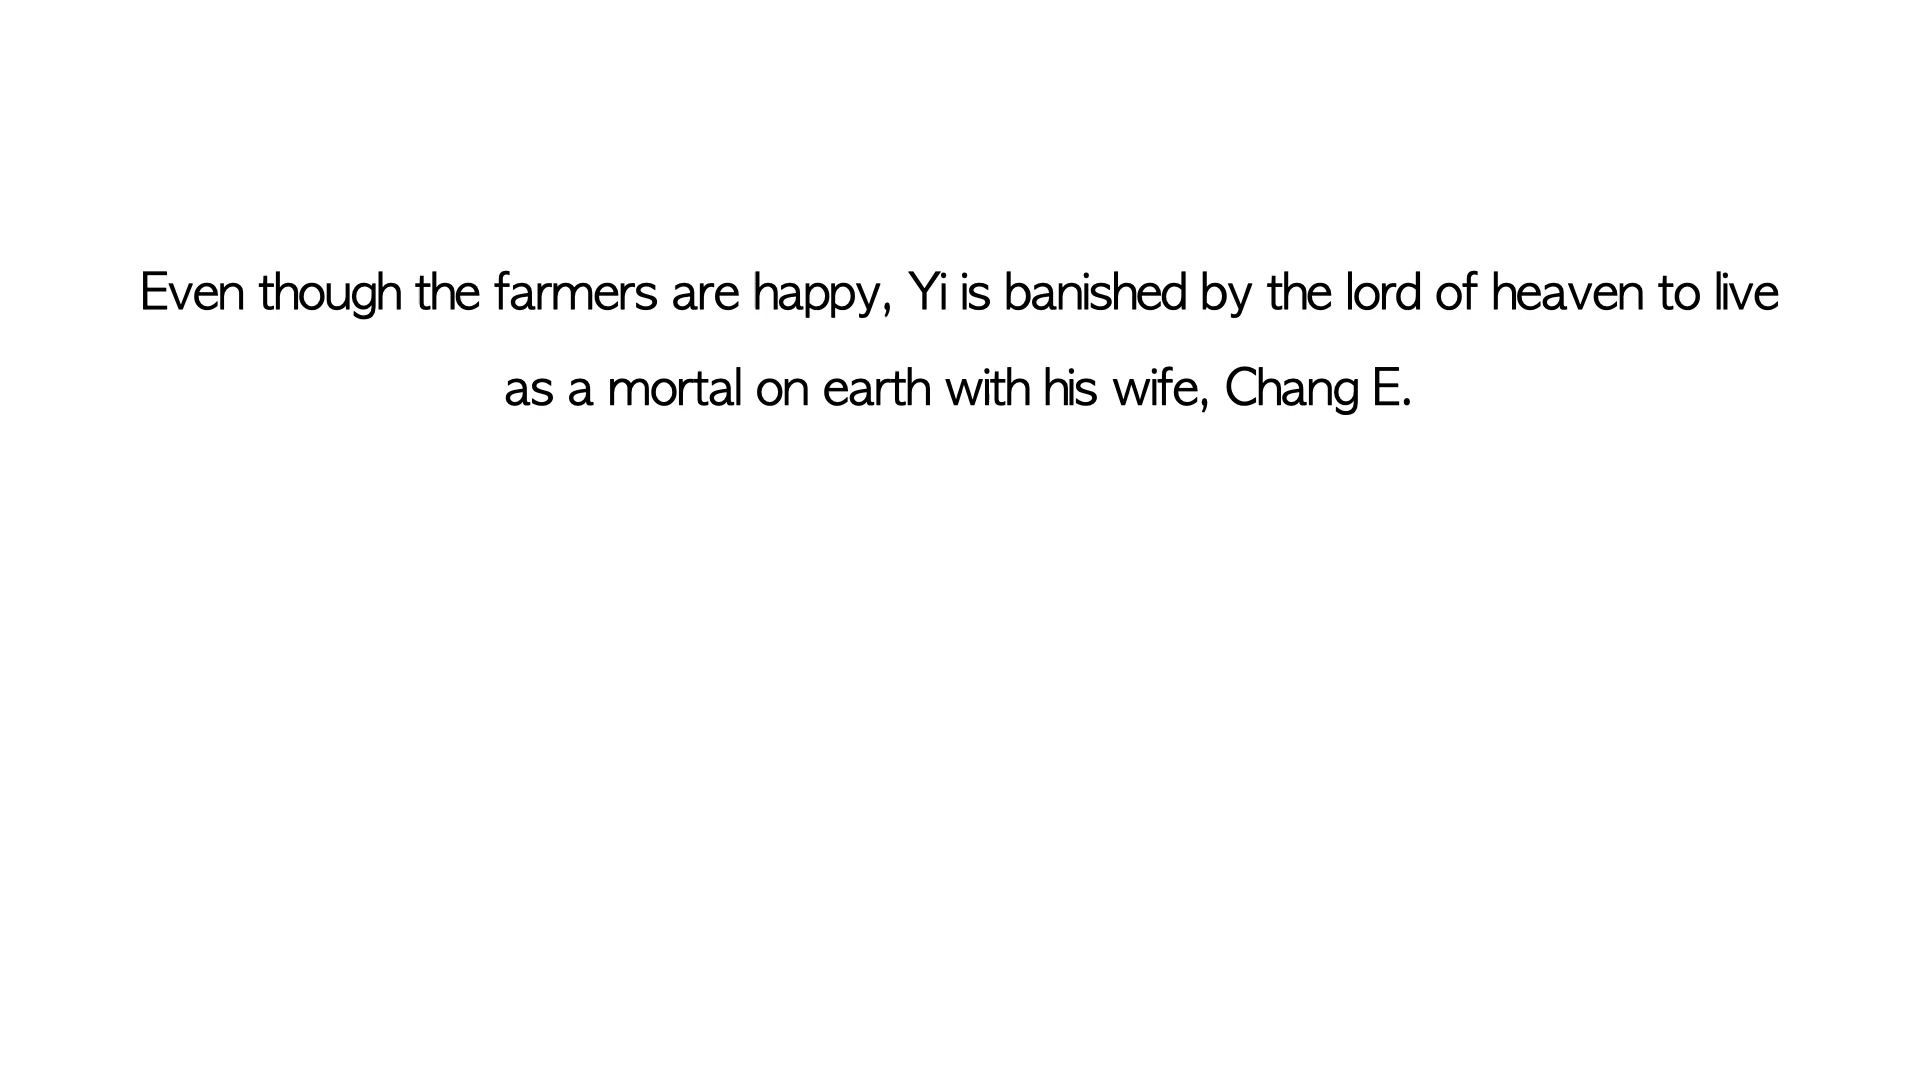 Even though the farmers are happy, Yi is banished by the lord of heaven to live
as a mortal on earth with his wife, Chang E.